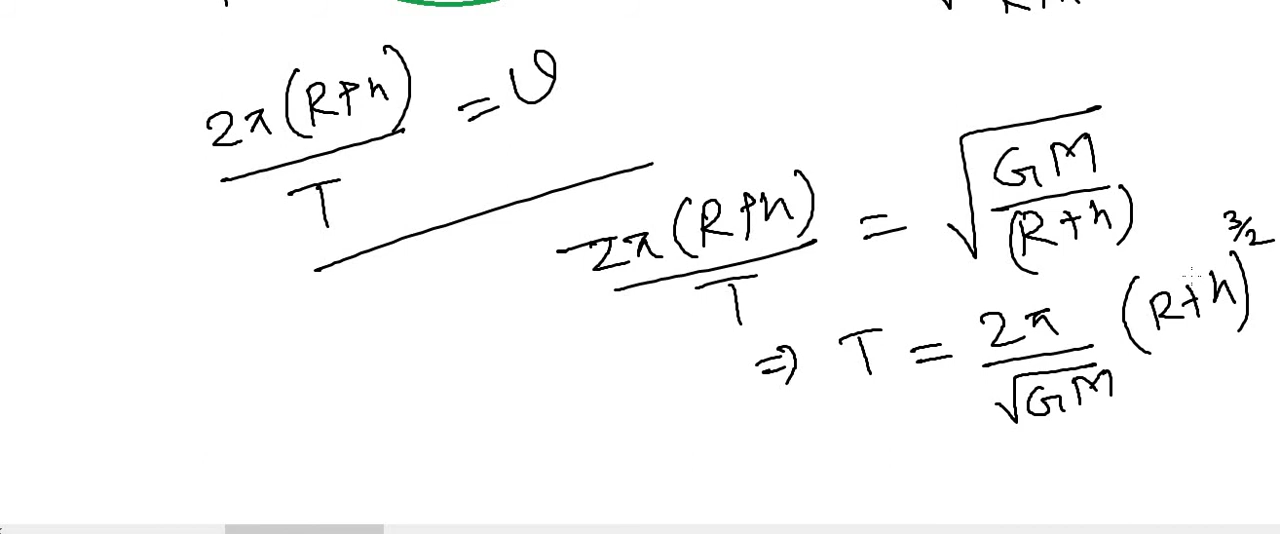 2π(R+h)/T = v
2π(R+h)/T = √(GM/(R+h))
⇒ T = 2π/√GM (R+h)^3/2